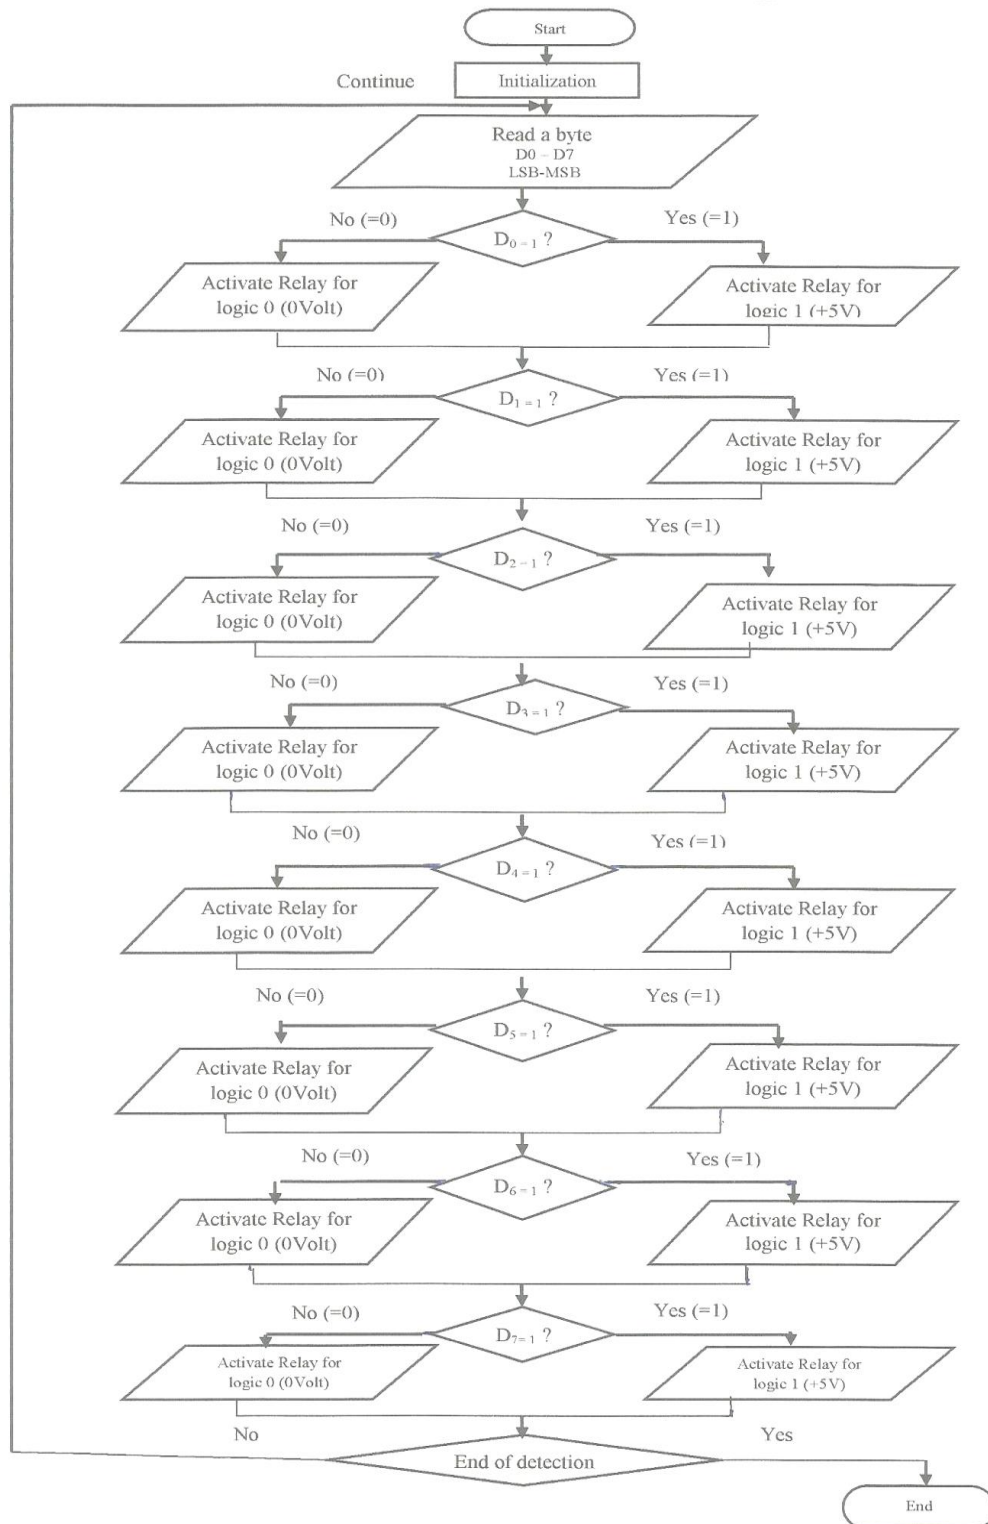 Start
Continue
Initialization
Read a byte
D0 – D7
LSB-MSB
No (=0)
Yes (=1)
D0 = 1 ?
Activate Relay for
logic 0 (0Volt)
Activate Relay for
logic 1 (+5V)
No (=0)
Yes (=1)
D1 = 1 ?
Activate Relay for
logic 0 (0Volt)
Activate Relay for
logic 1 (+5V)
No (=0)
Yes (=1)
D2 = 1 ?
Activate Relay for
logic 0 (0Volt)
Activate Relay for
logic 1 (+5V)
No (=0)
Yes (=1)
D3 = 1 ?
Activate Relay for
logic 0 (0Volt)
Activate Relay for
logic 1 (+5V)
No (=0)
Yes (=1)
D4 = 1 ?
Activate Relay for
logic 0 (0Volt)
Activate Relay for
logic 1 (+5V)
No (=0)
Yes (=1)
D5 = 1 ?
Activate Relay for
logic 0 (0Volt)
Activate Relay for
logic 1 (+5V)
No (=0)
Yes (=1)
D6 = 1 ?
Activate Relay for
logic 0 (0Volt)
Activate Relay for
logic 1 (+5V)
No (=0)
Yes (=1)
D7= 1 ?
Activate Relay for
logic 0 (0Volt)
Activate Relay for
logic 1 (+5V)
No
Yes
End of detection
End